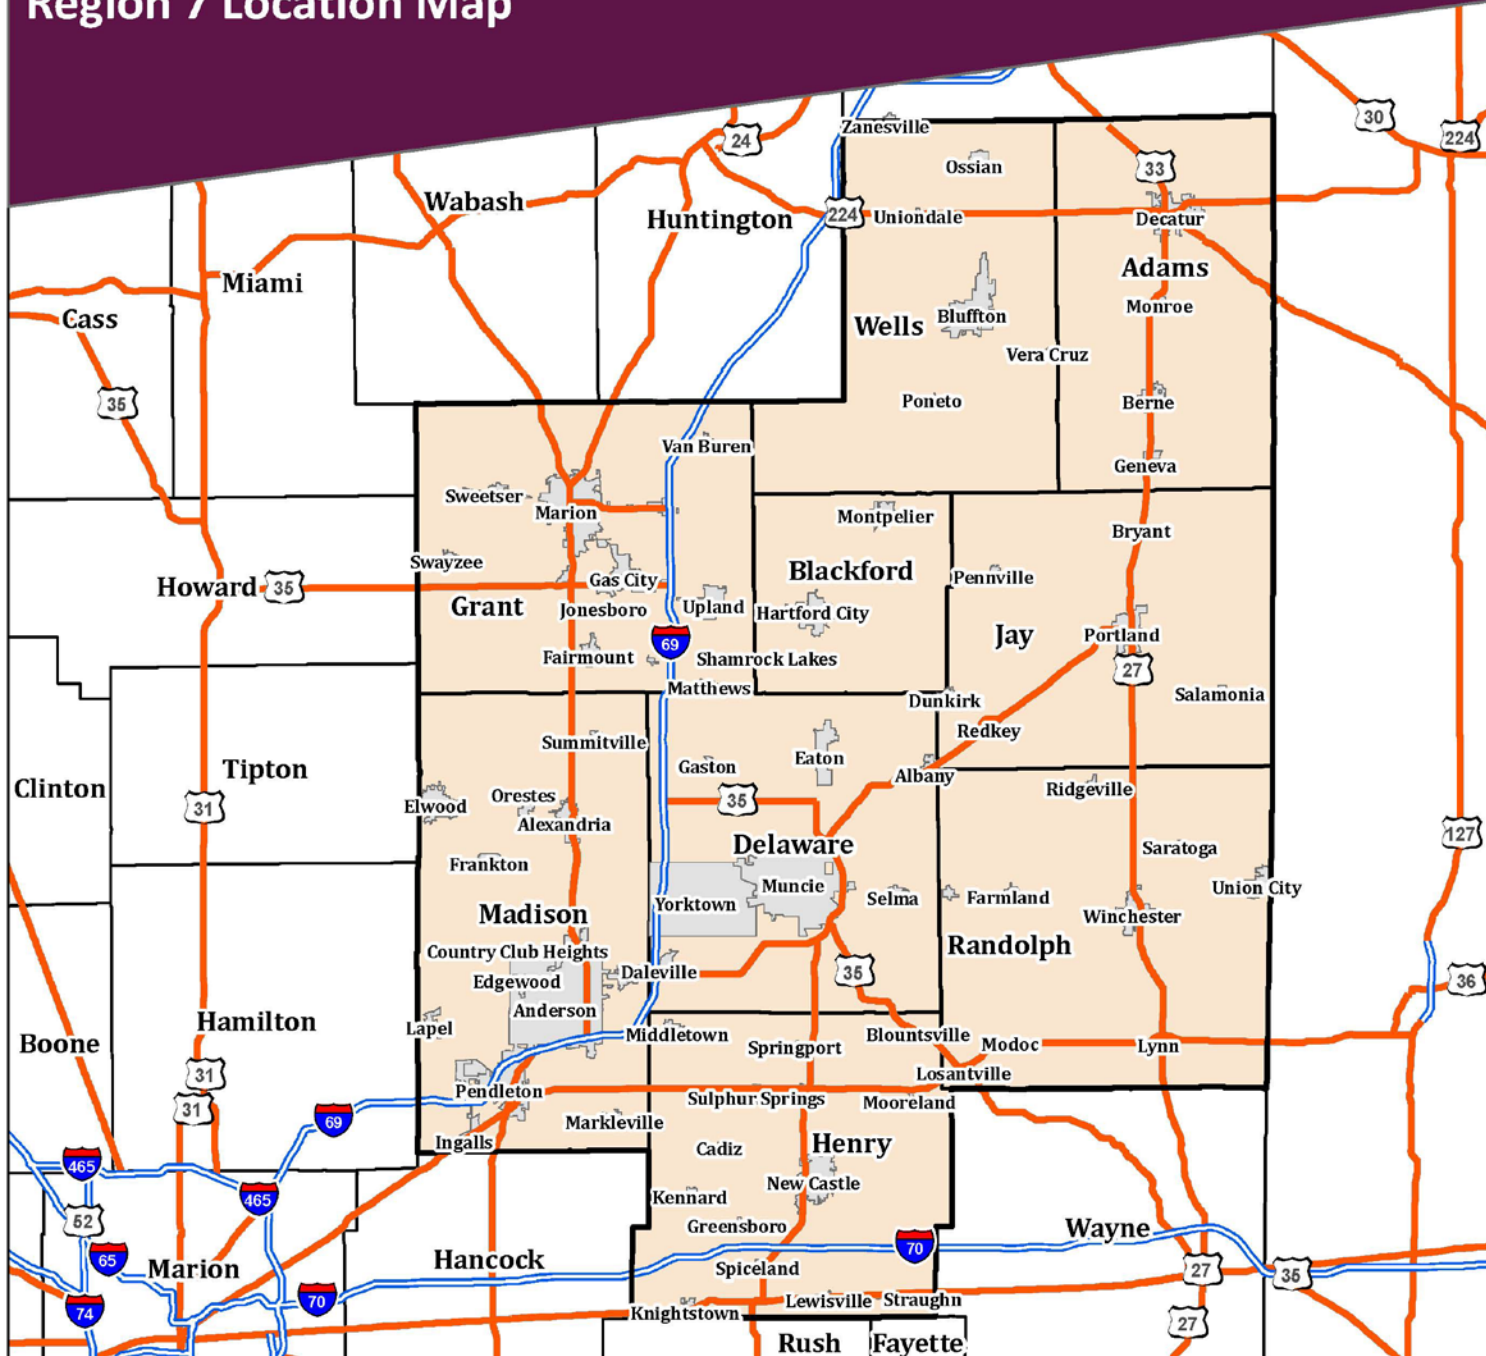 Region 7 Location Map
30
224
24
Zanesville
Ossian
33
Wabash
Huntington
224
Uniondale
Decatur
Adams
Miami
Monroe
Cass
Wells
Bluffton
Vera Cruz
35
Poneto
Berne
Van Buren
Geneva
Sweetser
Marion
Montpelier
Bryant
Swayzee
Howard
35
Gas City
Blackford
Pennville
Grant
Jonesboro
Upland
Hartford City
Jay
Portland
69
Fairmount
Shamrock Lakes
27
Matthews
Dunkirk
Salamonia
Redkey
Summitville
Eaton
Gaston
Albany
Tipton
Clinton
Ridgeville
31
Elwood
Orestes
35
Alexandria
127
Delaware
Saratoga
Frankton
Muncie
Union City
Yorktown
Selma
Farmland
Madison
Winchester
Country Club Heights
Randolph
Edgewood
Daleville
35
36
Anderson
Hamilton
Lapel
Middletown
Blountsville
Boone
Springport
Modoc
Lynn
31
Losantville
Pendleton
Sulphur Springs
Mooreland
31
69
Markleville
Ingalls
Henry
Cadiz
465
New Castle
465
Kennard
52
Greensboro
Wayne
65
Marion
Hancock
70
Spiceland
27
35
70
Lewisville
Straughn
74
Knightstown
27
Rush
Fayette